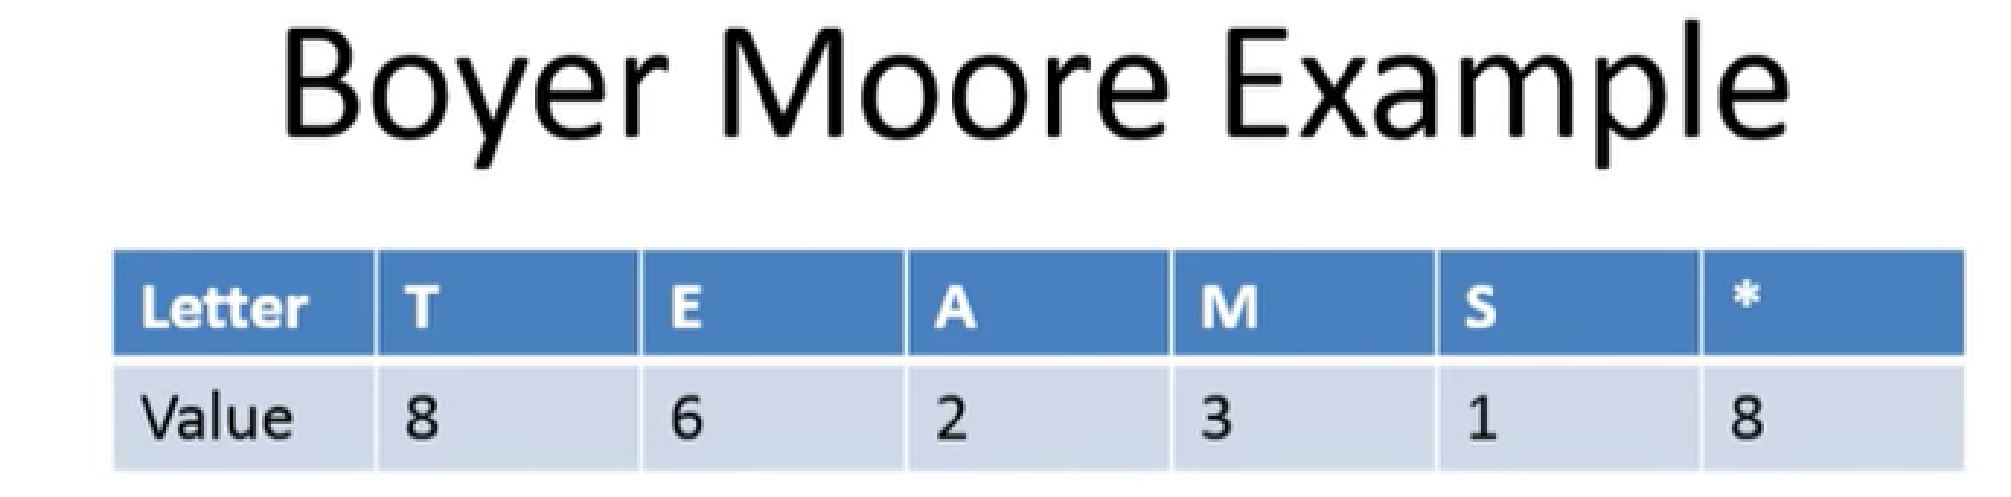 Boyer Moore Example
Letter T E A M S *
Value 8 6 2 3 1 8